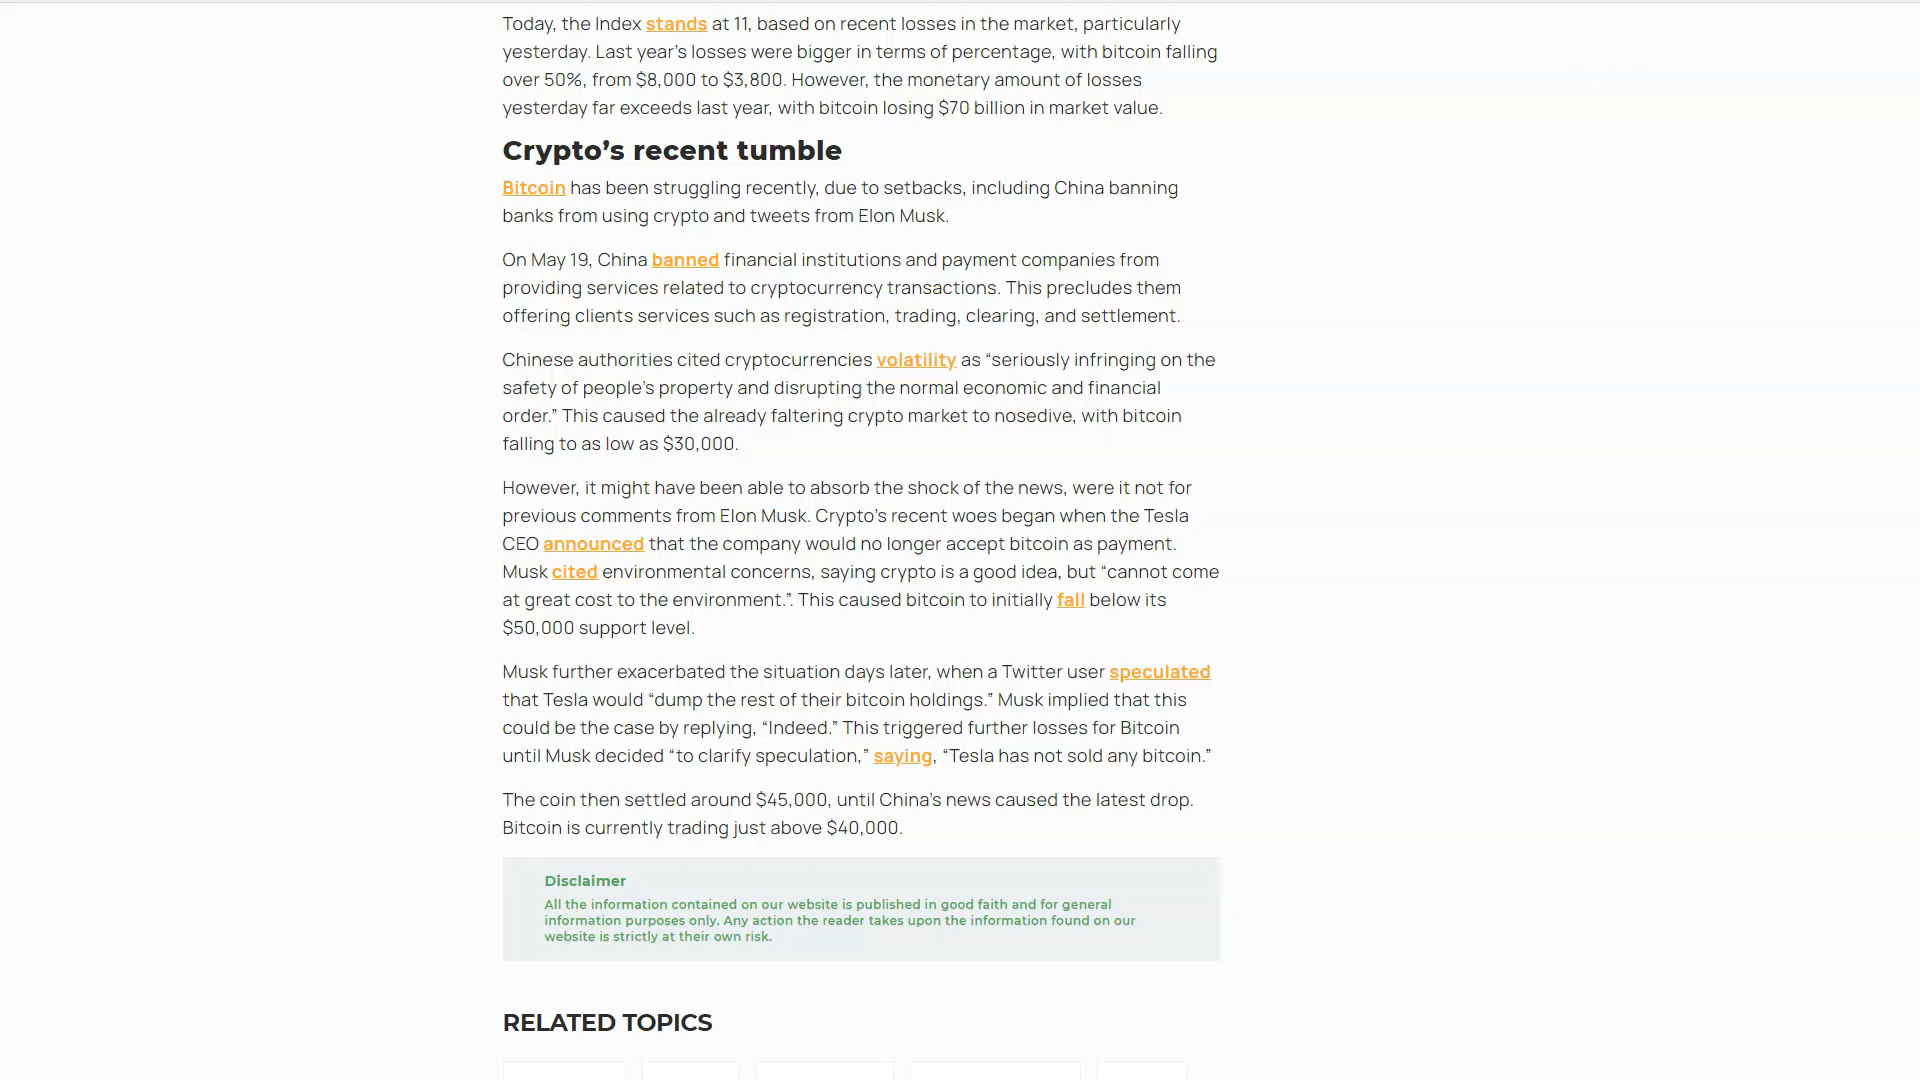 Today, the Index stands at 11, based on recent losses in the market, particularly
yesterday. Last year’s losses were bigger in terms of percentage, with bitcoin falling
over 50%, from $8,000 to $3,800. However, the monetary amount of losses
yesterday far exceeds last year, with bitcoin losing $70 billion in market value.
Crypto’s recent tumble
Bitcoin has been struggling recently, due to setbacks, including China banning
banks from using crypto and tweets from Elon Musk.
On May 19, China banned financial institutions and payment companies from
providing services related to cryptocurrency transactions. This precludes them
offering clients services such as registration, trading, clearing, and settlement.
Chinese authorities cited cryptocurrencies volatility as “seriously infringing on the
safety of people’s property and disrupting the normal economic and financial
order.” This caused the already faltering crypto market to nosedive, with bitcoin
falling to as low as $30,000.
However, it might have been able to absorb the shock of the news, were it not for
previous comments from Elon Musk. Crypto’s recent woes began when the Tesla
CEO announced that the company would no longer accept bitcoin as payment.
Musk cited environmental concerns, saying crypto is a good idea, but “cannot come
at great cost to the environment.”. This caused bitcoin to initially fall below its
$50,000 support level.
Musk further exacerbated the situation days later, when a Twitter user speculated
that Tesla would “dump the rest of their bitcoin holdings.” Musk implied that this
could be the case by replying, “Indeed.” This triggered further losses for Bitcoin
until Musk decided “to clarify speculation,” saying, “Tesla has not sold any bitcoin.”
The coin then settled around $45,000, until China’s news caused the latest drop.
Bitcoin is currently trading just above $40,000.
Disclaimer
All the information contained on our website is published in good faith and for general
information purposes only. Any action the reader takes upon the information found on our
website is strictly at their own risk.
RELATED TOPICS